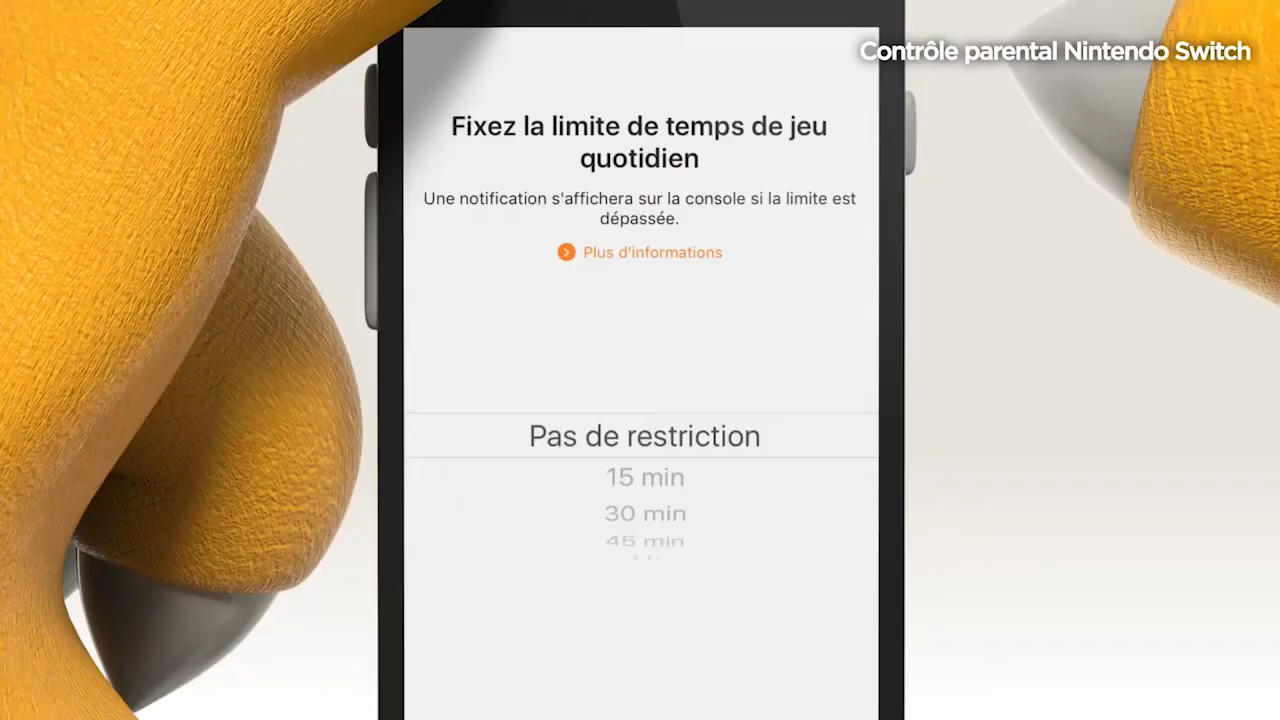 Contrôle parental Nintendo Switch
Fixez la limite de temps de jeu
quotidien
Une notification s'affichera sur la console si la limite est
dépassée.
Plus d'informations
Pas de restriction
15 min
30 min
45 min